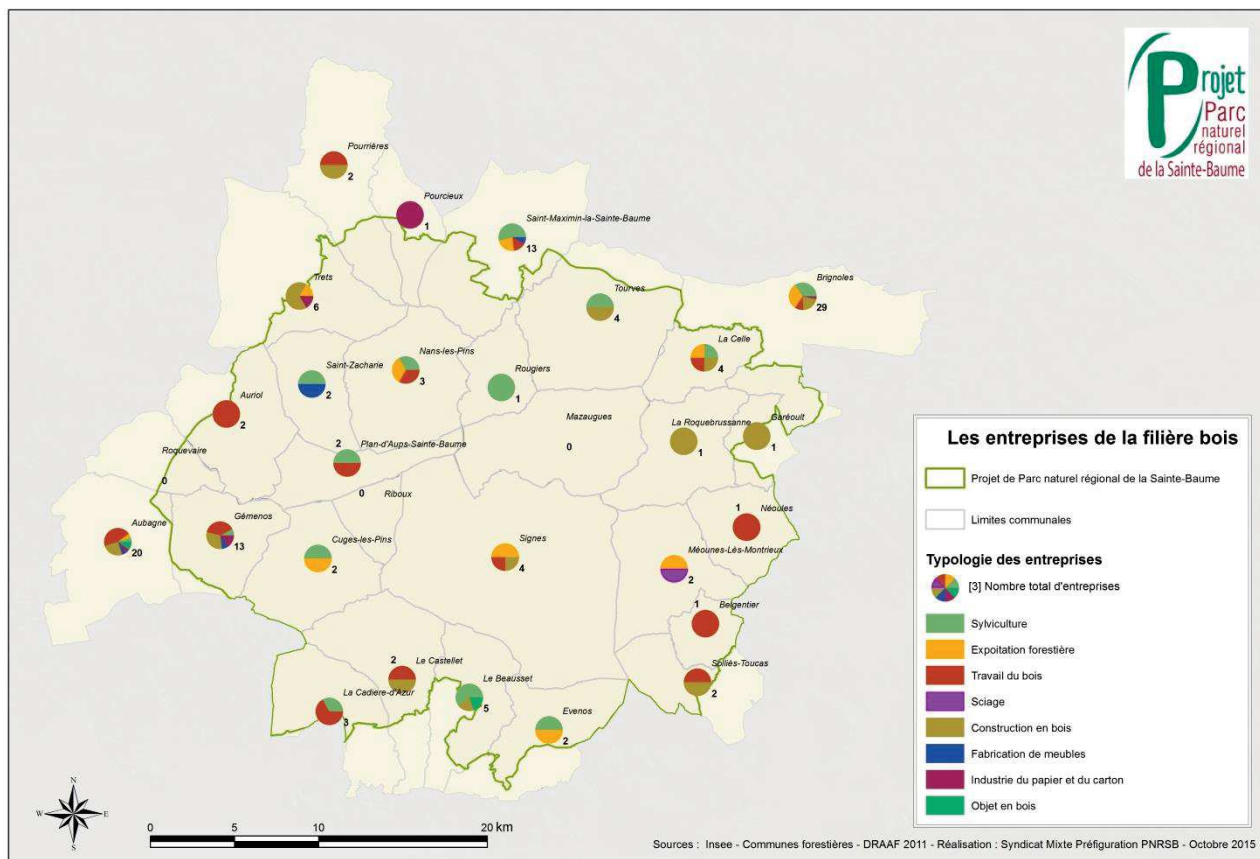 Projet
Parc
naturel
régional
de la Sainte-Baume
Pourrières
2
Pourcieux
1
Saint-Maximin-la-Sainte-Baume
13
Trets
6
Tourves
4
Brignoles
29
La Celle
4
Nans-les-Pins
3
Saint-Zacharie
2
Rougiers
1
Auriol
2
Mazaugues
0
La Roquebrussanne
1
Garéoult
1
2
Plan-d'Aups-Sainte-Baume
Roquevaire
0
0
Riboux
Néoules
1
Aubagne
20
Gémenos
13
Cuges-les-Pins
2
Signes
4
Méounes-Lès-Montrieux
2
1
Belgentier
Solliès-Toucas
2
2
Le Castellet
La Cadière-d'Azur
3
Le Beausset
5
Evenos
2
Les entreprises de la filière bois
Projet de Parc naturel régional de la Sainte-Baume
Limites communales
Typologie des entreprises
[3] Nombre total d'entreprises
Sylviculture
Expoitation forestière
Travail du bois
Sciage
Construction en bois
Fabrication de meubles
Industrie du papier et du carton
Objet en bois
N
W E
S
0 5 10 20 km
Sources : Insee - Communes forestières - DRAAF 2011 - Réalisation : Syndicat Mixte Préfiguration PNRSB - Octobre 2015